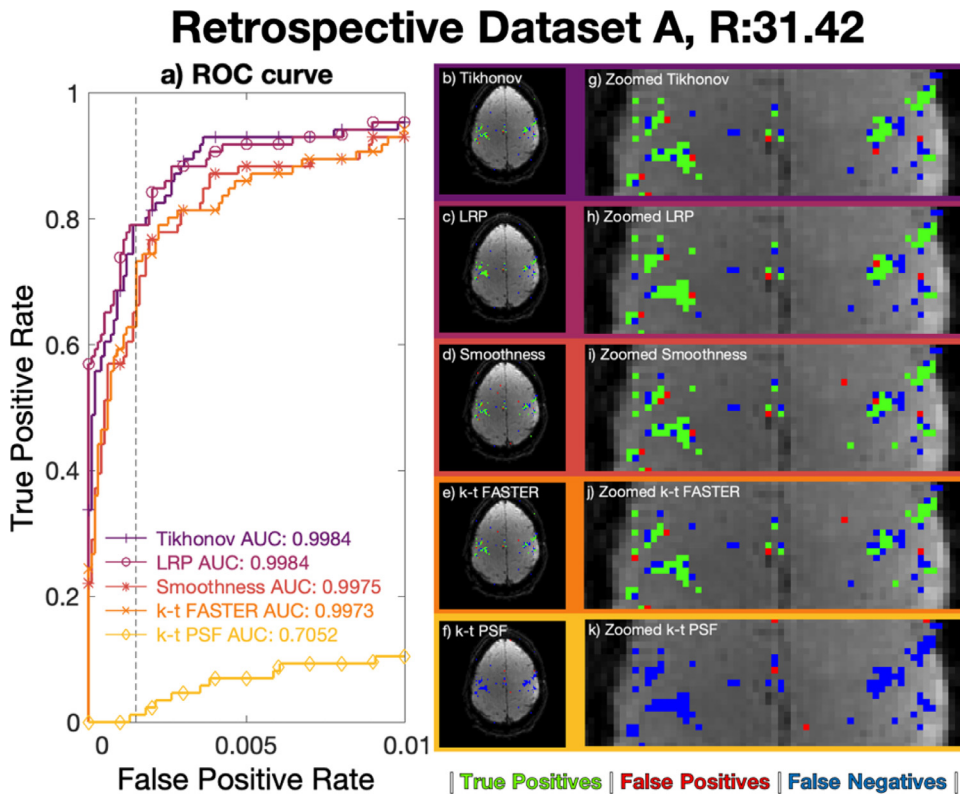 Retrospective Dataset A, R:31.42
a) ROC curve
True Positive Rate
1
0.8
0.6
0.4
0.2
0
0
0.005
0.01
False Positive Rate
Tikhonov AUC: 0.9984
LRP AUC: 0.9984
Smoothness AUC: 0.9975
k-t FASTER AUC: 0.9973
k-t PSF AUC: 0.7052
b) Tikhonov
g) Zoomed Tikhonov
c) LRP
h) Zoomed LRP
d) Smoothness
i) Zoomed Smoothness
e) k-t FASTER
j) Zoomed k-t FASTER
f) k-t PSF
k) Zoomed k-t PSF
| True Positives | False Positives | False Negatives |